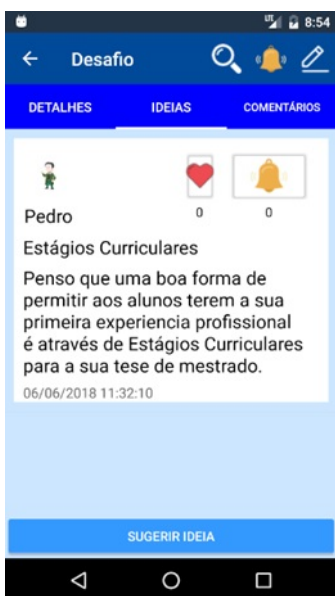 LTE 8:54
Desafio
DETALHES IDEIAS COMENTÁRIOS
Pedro 0 0
Estágios Curriculares
Penso que uma boa forma de
permitir aos alunos terem a sua
primeira experiencia profissional
é através de Estágios Curriculares
para a sua tese de mestrado.
06/06/2018 11:32:10
SUGERIR IDEIA